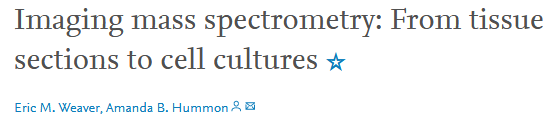 Imaging mass spectrometry: From tissue
sections to cell cultures ☆
Eric M. Weaver, Amanda B. Hummon